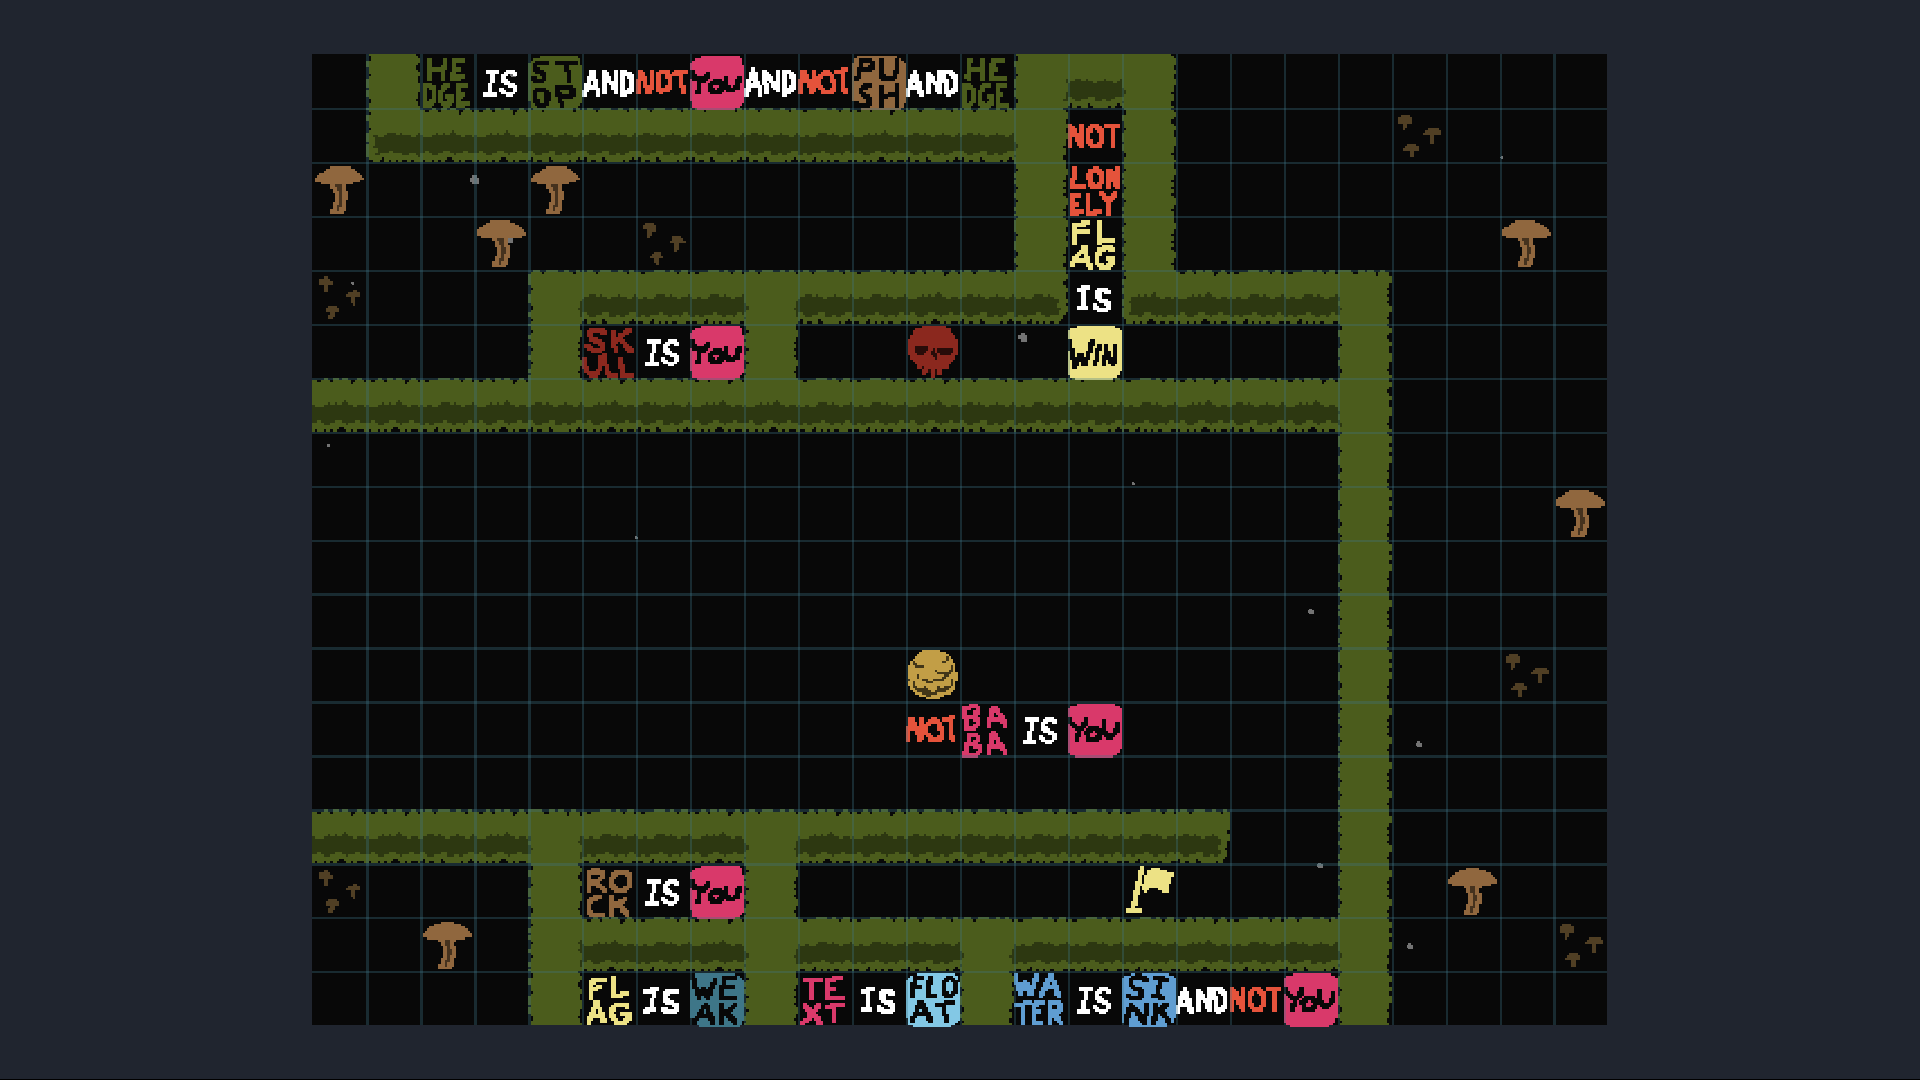 HEDGE IS STOP AND NOT YOU AND NOT PUSH AND HEDGE
NOT
LONELY
FLAG
IS
SKULL IS YOU
WIN
NOT BABA IS YOU
ROCK IS YOU
FLAG IS WEAK
TEXT IS FLOAT
WATER IS SINK AND NOT YOU